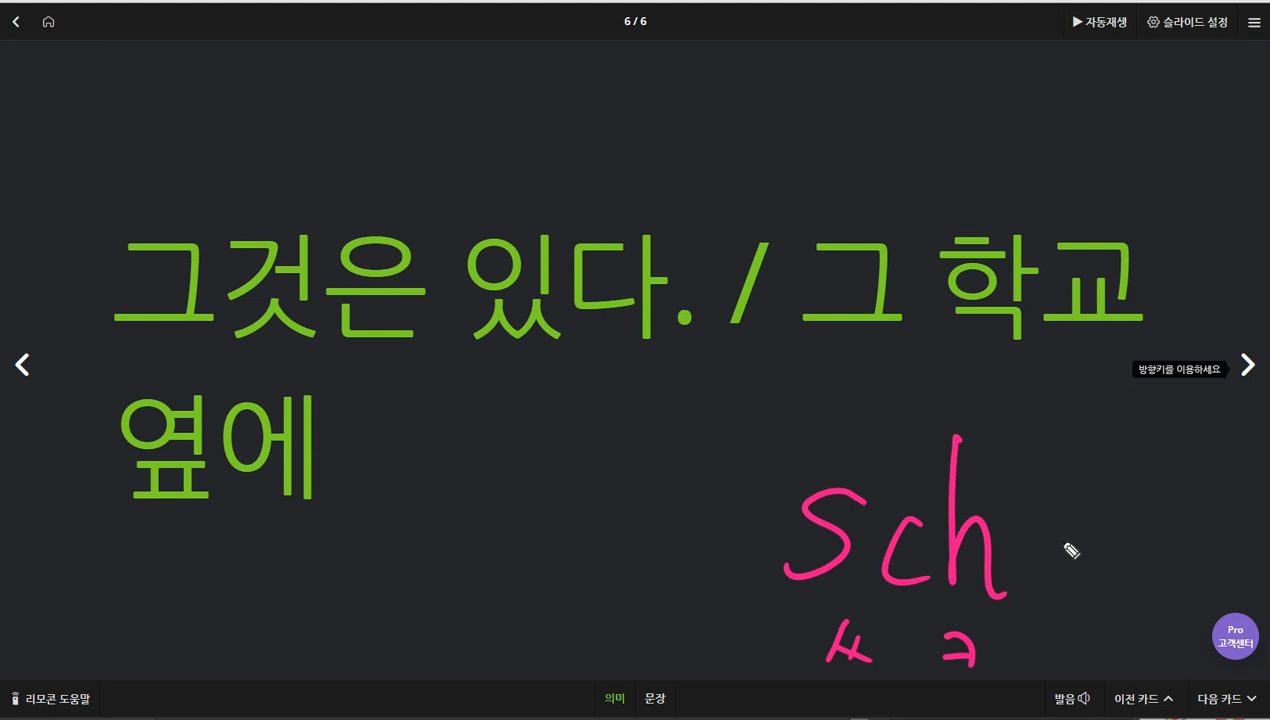 6 / 6
자동재생
슬라이드 설정
그것은 있다. / 그 학교
옆에
방향키를 이용하세요
sch
ㅋ
Pro
고객센터
리모콘 도움말
의미
문장
발음
이전 카드
다음 카드